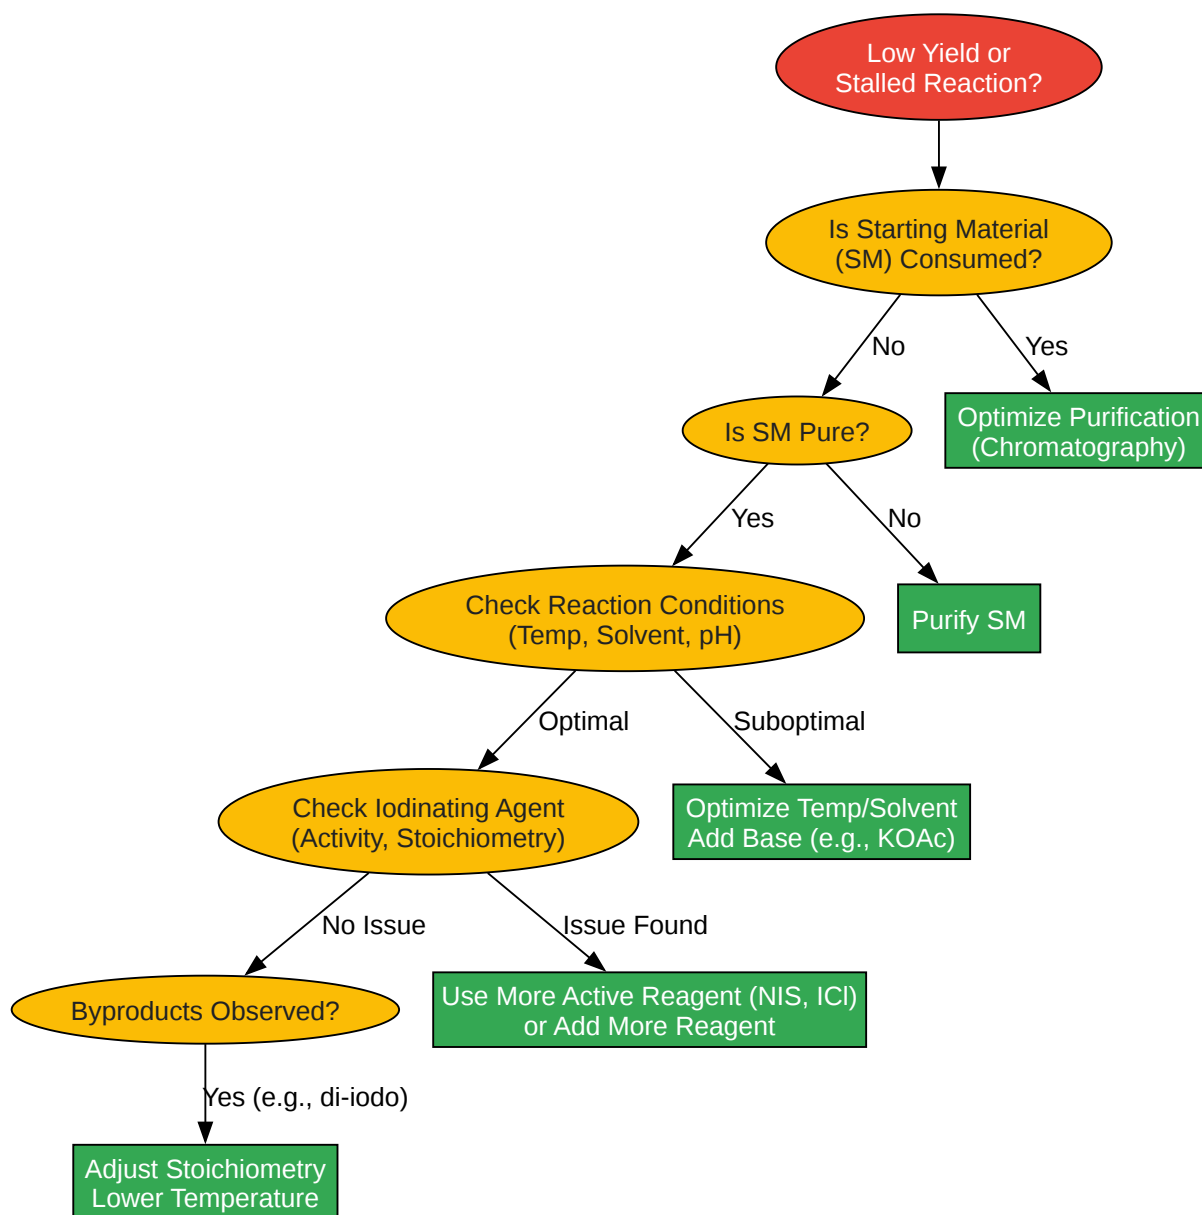 Low Yield or
Stalled Reaction?
Is Starting Material
(SM) Consumed?
No
Yes
Is SM Pure?
Optimize Purification
(Chromatography)
Yes
No
Check Reaction Conditions
(Temp, Solvent, pH)
Purify SM
Optimal
Suboptimal
Check Iodinating Agent
(Activity, Stoichiometry)
Optimize Temp/Solvent
Add Base (e.g., KOAc)
No Issue
Issue Found
Byproducts Observed?
Use More Active Reagent (NIS, ICl)
or Add More Reagent
Yes (e.g., di-iodo)
Adjust Stoichiometry
Lower Temperature